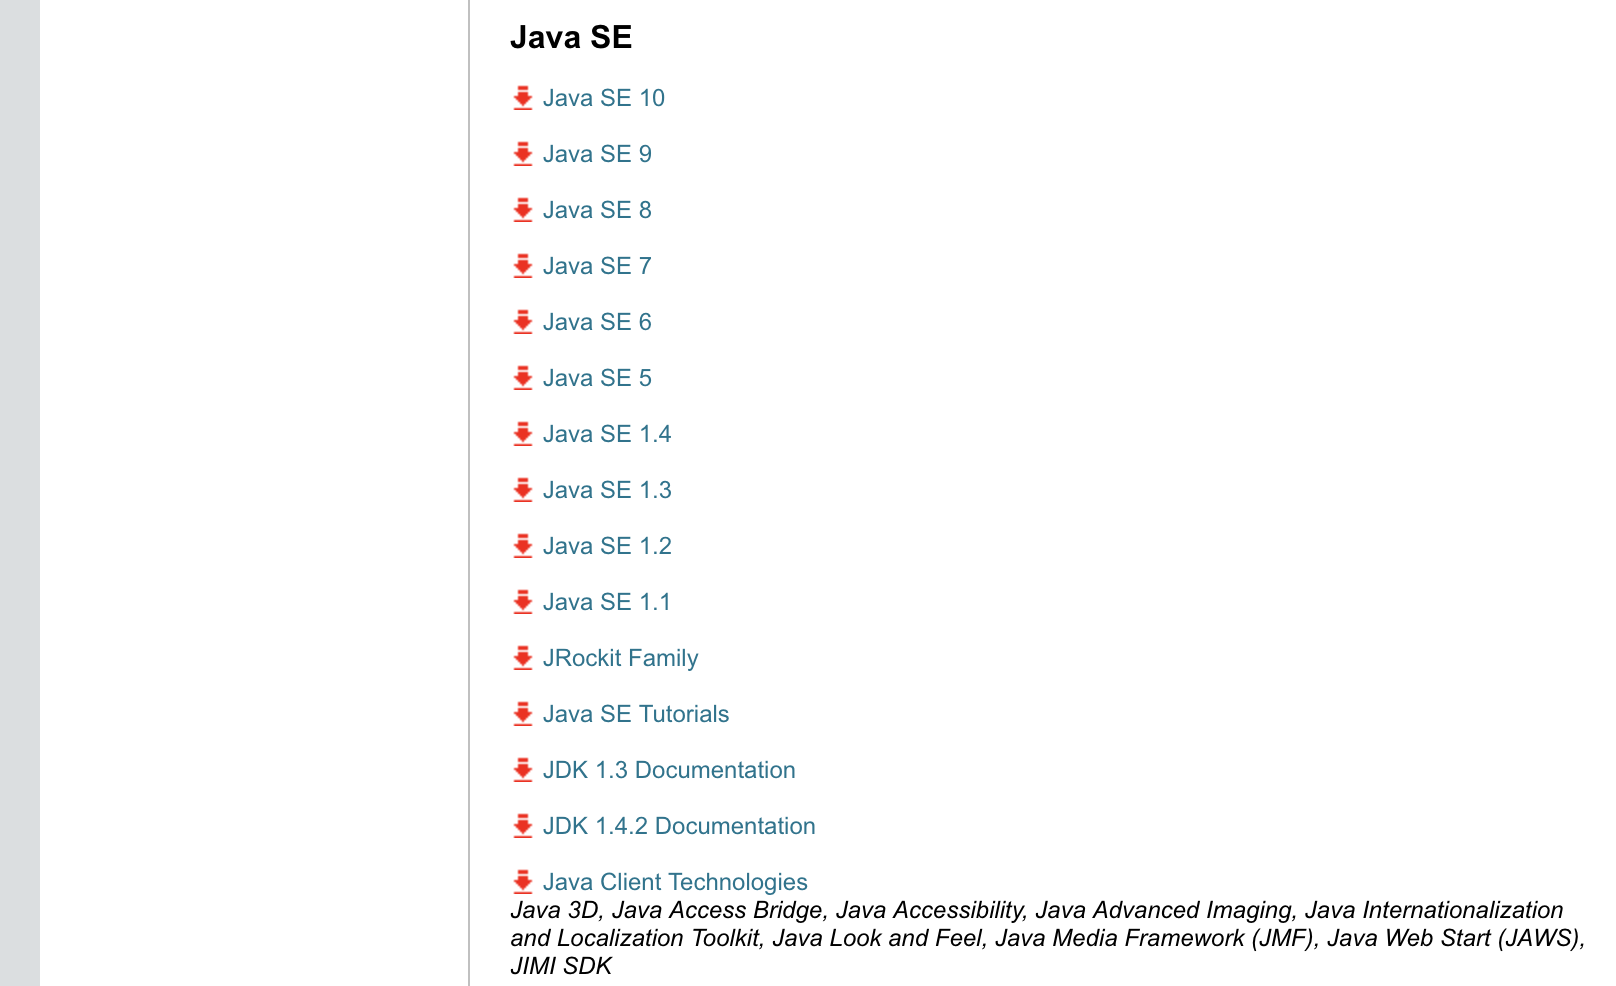 Java SE
Java SE 10
Java SE 9
Java SE 8
Java SE 7
Java SE 6
Java SE 5
Java SE 1.4
Java SE 1.3
Java SE 1.2
Java SE 1.1
JRockit Family
Java SE Tutorials
JDK 1.3 Documentation
JDK 1.4.2 Documentation
Java Client Technologies
Java 3D, Java Access Bridge, Java Accessibility, Java Advanced Imaging, Java Internationalization
and Localization Toolkit, Java Look and Feel, Java Media Framework (JMF), Java Web Start (JAWS),
JIMI SDK